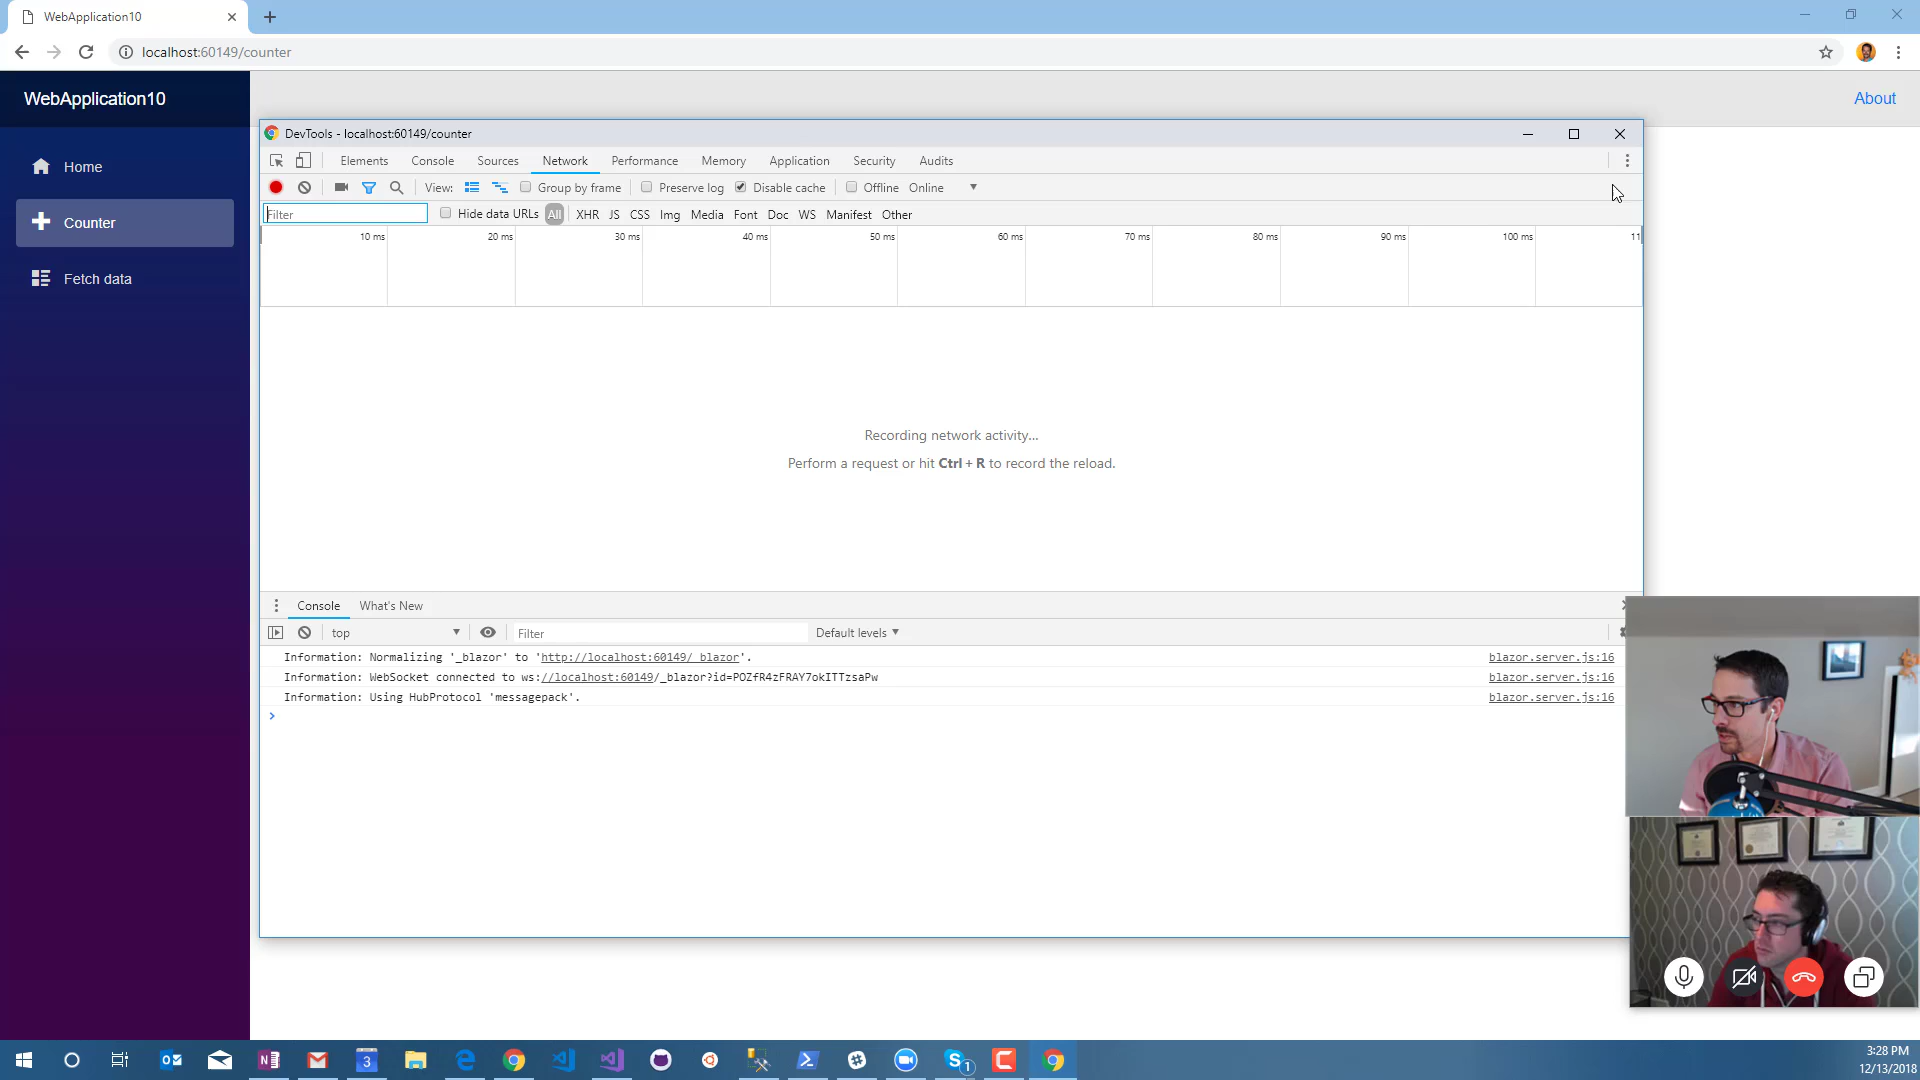 WebApplication10
localhost:60149/counter
WebApplication10
About
Home
Counter
Fetch data
DevTools - localhost:60149/counter
Elements Console Sources Network Performance Memory Application Security Audits
View: Group by frame Preserve log Disable cache Offline Online
Filter Hide data URLs All XHR JS CSS Img Media Font Doc WS Manifest Other
10 ms 20 ms 30 ms 40 ms 50 ms 60 ms 70 ms 80 ms 90 ms 100 ms 11
Recording network activity...
Perform a request or hit Ctrl + R to record the reload.
Console What's New
top Filter Default levels
Information: Normalizing '_blazor' to 'http://localhost:60149/_blazor'. blazor.server.js:16
Information: WebSocket connected to ws://localhost:60149/_blazor?id=POZfR4zFRAY7okITTzsaPw blazor.server.js:16
Information: Using HubProtocol 'messagepack'. blazor.server.js:16
3:28 PM
12/13/2018